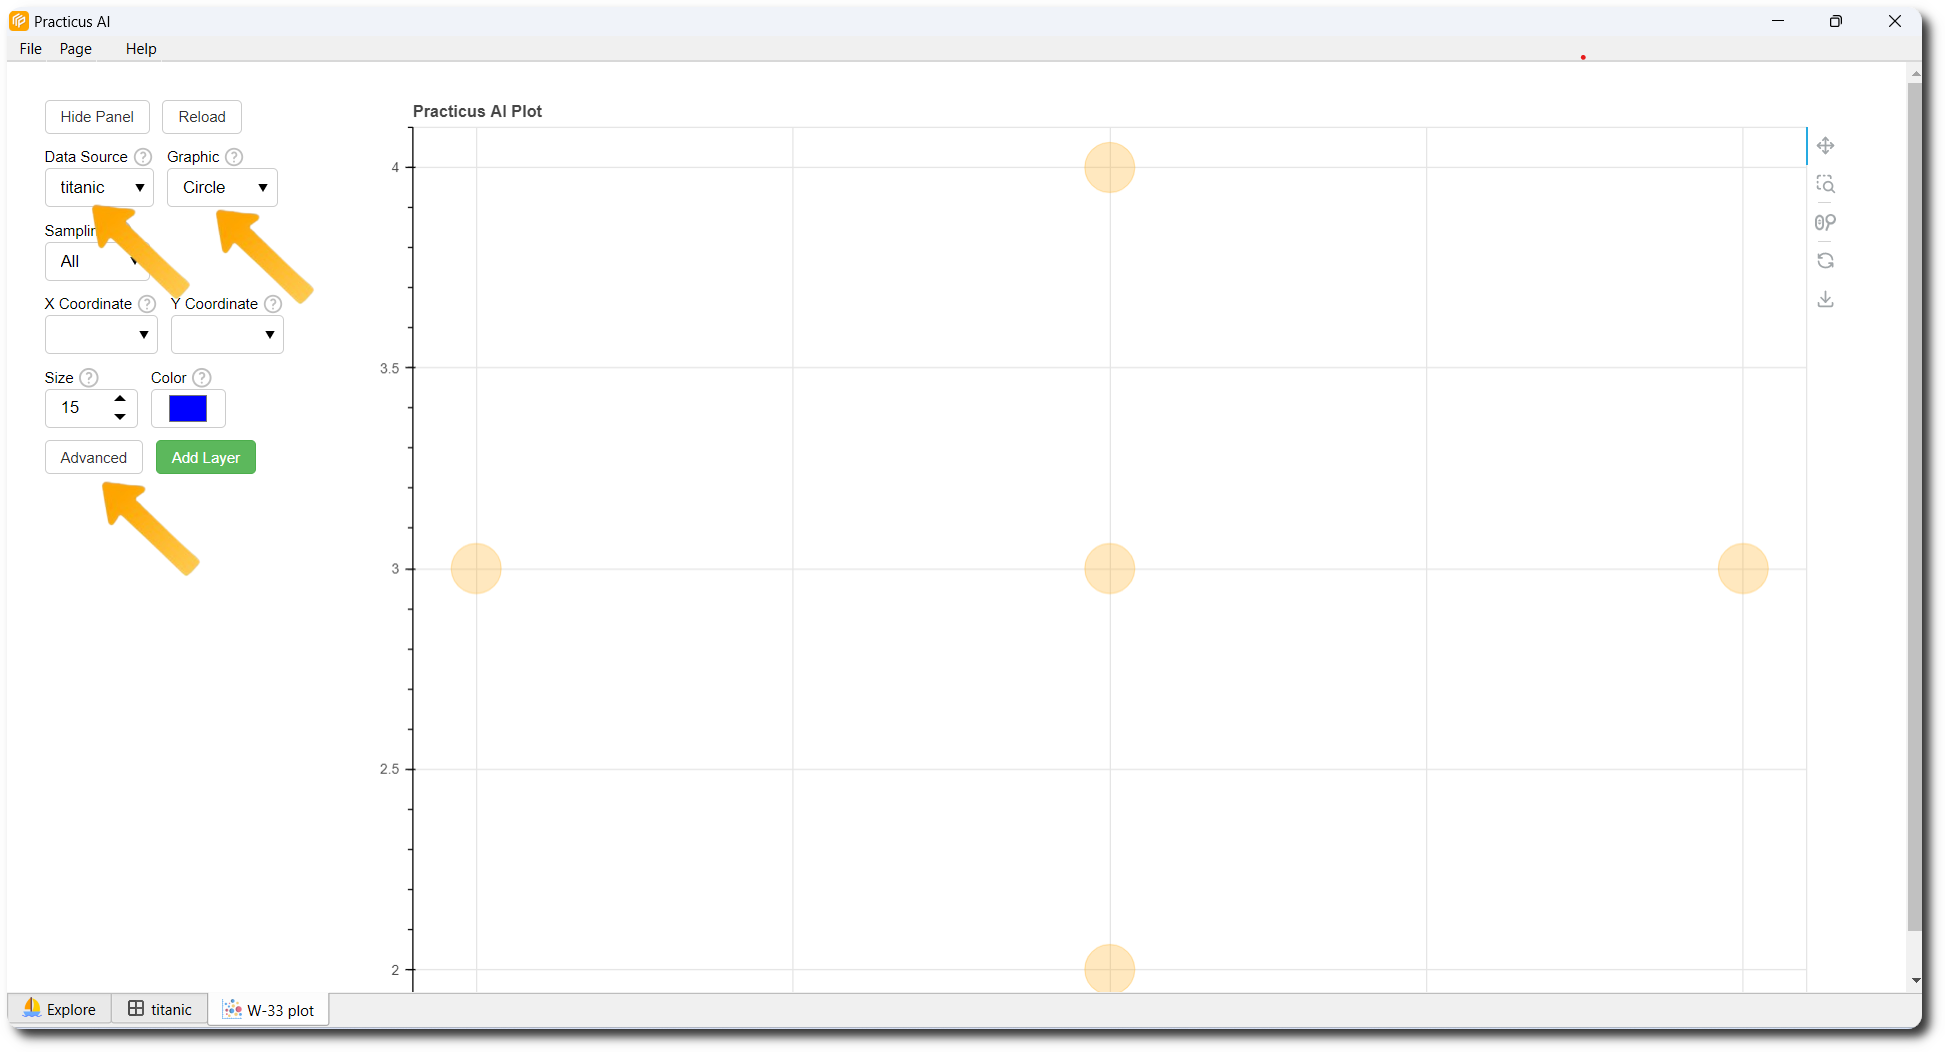 Practicus AI
File Page Help
Hide Panel Reload
Practicus AI Plot
Data Source ? Graphic ?
titanic Circle
All
X Coordinate ? Y Coordinate ?
Size ? Color ?
15
Advanced Add Layer
4
3.5
3
2.5
2
Explore titanic W-33 plot